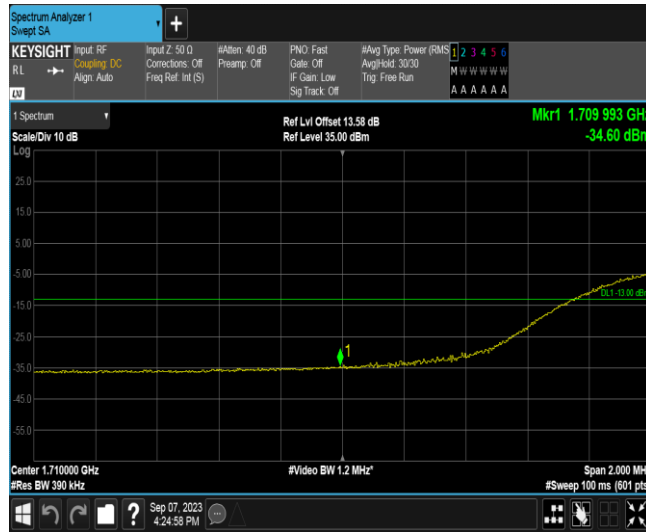 Spectrum Analyzer 1
Swept SA
+
KEYSIGHT
RL
LXI
Input: RF
Coupling: DC
Align: Auto
Input Z: 50 Ω
Corrections: Off
Freq Ref: Int (S)
#Atten: 40 dB
Preamp: Off
PNO: Fast
Gate: Off
IF Gain: Low
Sig Track: Off
#Avg Type: Power (RMS
Avg|Hold: 30/30
Trig: Free Run
1 2 3 4 5 6
M W W W W W
A A A A A A
1 Spectrum
Scale/Div 10 dB
Log
Ref Lvl Offset 13.58 dB
Ref Level 35.00 dBm
Mkr1 1.709 993 GHz
-34.60 dBm
25.0
15.0
5.00
-5.00
-15.0
-25.0
-35.0
-45.0
-55.0
DL1 -13.00 dBm
1
Center 1.710000 GHz
#Res BW 390 kHz
#Video BW 1.2 MHz*
Span 2.000 MH
#Sweep 100 ms (601 pts
?
Sep 07, 2023
4:24:58 PM